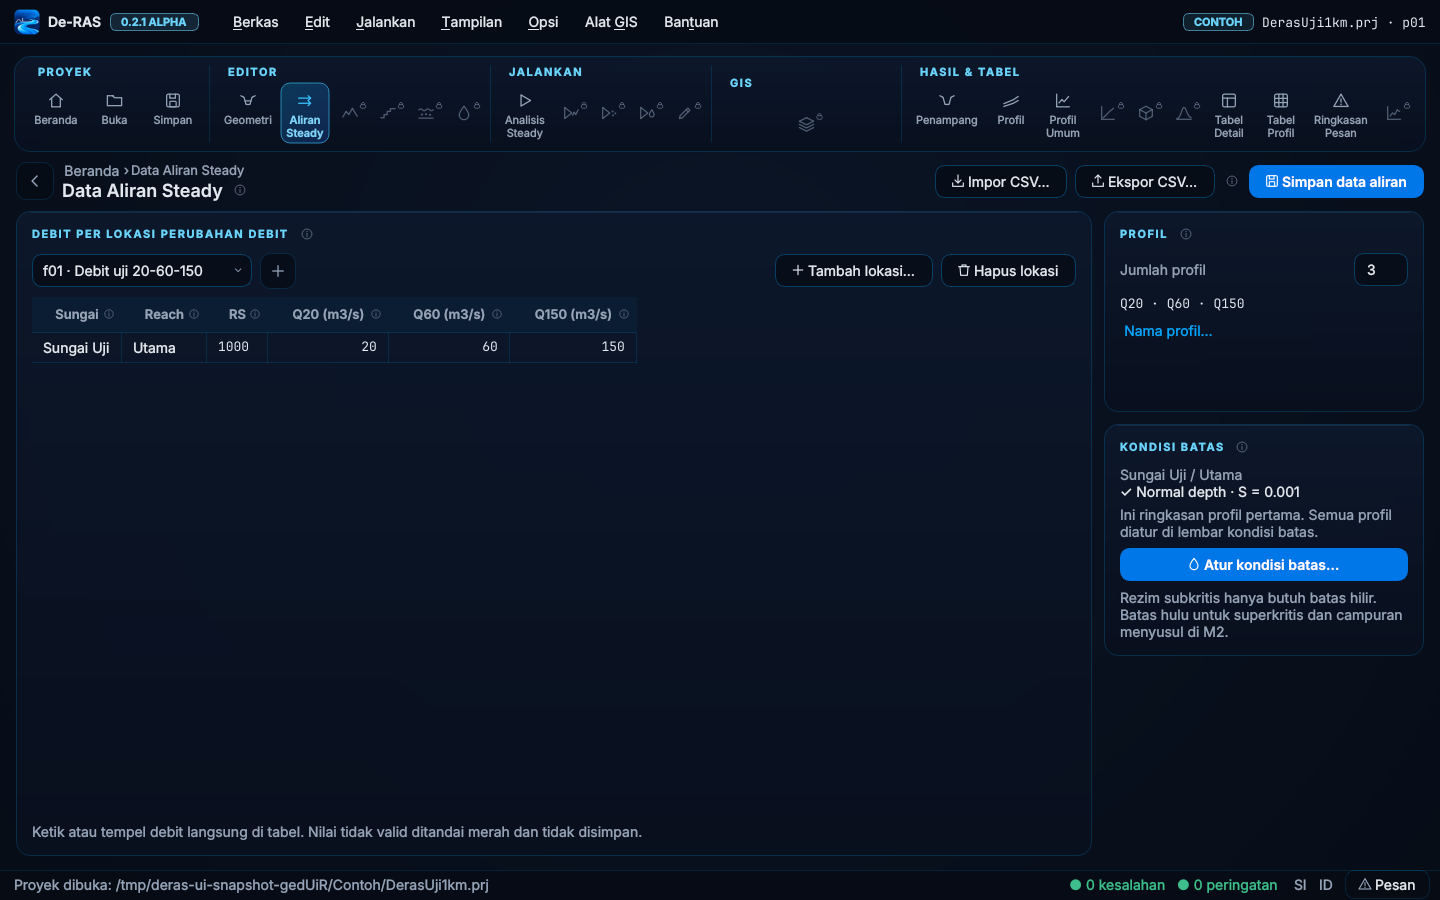 De-RAS 0.2.1 ALPHA Berkas Edit Jalankan Tampilan Opsi Alat GIS Bantuan CONTOH DerasUji1km.prj · p01
PROYEK EDITOR JALANKAN GIS HASIL & TABEL
Beranda Buka Simpan Geometri Aliran Steady Analisis Steady Penampang Profil Profil Umum Tabel Detail Tabel Profil Ringkasan Pesan
Beranda › Data Aliran Steady
Data Aliran Steady
Impor CSV... Ekspor CSV... Simpan data aliran
DEBIT PER LOKASI PERUBAHAN DEBIT
f01 · Debit uji 20-60-150 + Tambah lokasi... Hapus lokasi
Sungai Reach RS Q20 (m3/s) Q60 (m3/s) Q150 (m3/s)
Sungai Uji Utama 1000 20 60 150
Ketik atau tempel debit langsung di tabel. Nilai tidak valid ditandai merah dan tidak disimpan.
PROFIL
Jumlah profil 3
Q20 · Q60 · Q150
Nama profil...
KONDISI BATAS
Sungai Uji / Utama
✓ Normal depth · S = 0.001
Ini ringkasan profil pertama. Semua profil
diatur di lembar kondisi batas.
Atur kondisi batas...
Rezim subkritis hanya butuh batas hilir.
Batas hulu untuk superkritis dan campuran
menyusul di M2.
Proyek dibuka: /tmp/deras-ui-snapshot-gedUiR/Contoh/DerasUji1km.prj 0 kesalahan 0 peringatan SI ID Pesan